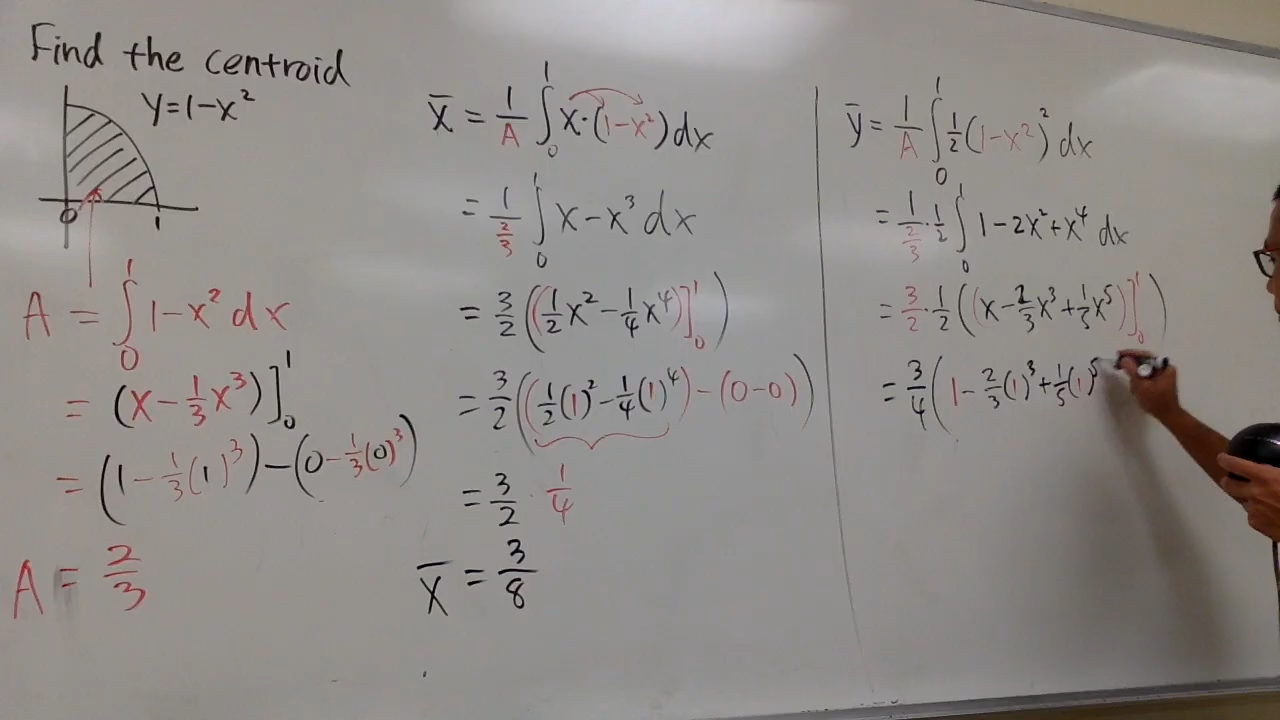 Find the centroid
y=1-x²
0 1
A = ∫₀¹ 1-x² dx
= (x-⅓x³)]₀¹
= (1-⅓(1)³)-(0-⅓(0)³)
A = 2/3
x̄ = 1/A ∫₀¹ x·(1-x²)dx
= 1/(2/3) ∫₀¹ x-x³ dx
= 3/2((½x²-¼x⁴)]₀¹)
= 3/2((½(1)²-¼(1)⁴)-(0-0))
= 3/2 · 1/4
x̄ = 3/8
ȳ = 1/A ∫₀¹ ½(1-x²)² dx
= 1/(2/3) · ½ ∫₀¹ 1-2x²+x⁴ dx
= 3/2 · ½((x-⅔x³+⅕x⁵)]₀¹)
= 3/4(1-⅔(1)³+⅕(1)⁵